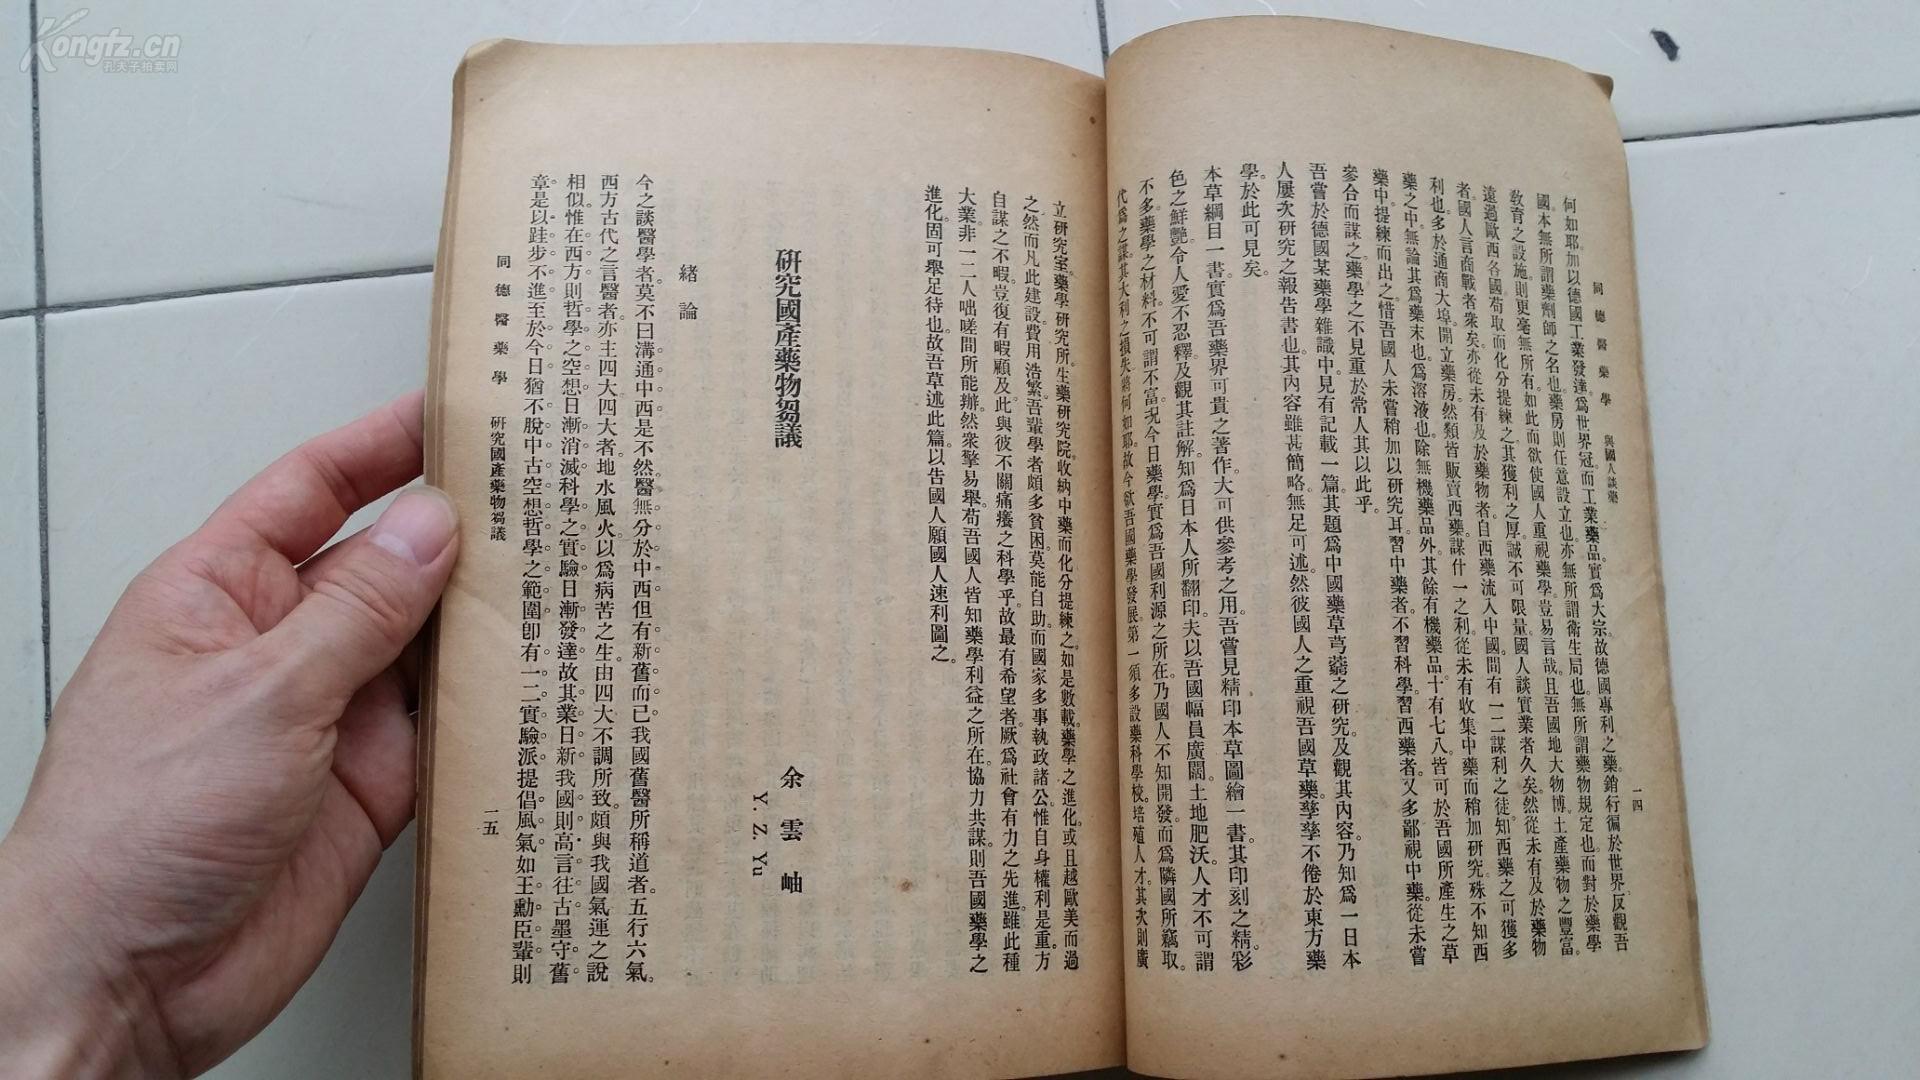 Kongfz.cn
孔夫子拍卖网
同德醫藥學 與國人談藥 一四
何如耶.加以德國工業發達.爲世界冠.而工業藥品.實爲大宗.故德國專利之藥.銷行徧於世界.反觀吾
國本無所謂藥劑師之名也.藥房則任意設立也.亦無所謂衞生局也.無所謂藥物規定也.而對於藥學
敎育之設施.則更毫無所有.如此而欲使國人重視藥學.豈易言哉.且吾國地大物博.土產藥物之豐富.
遠過歐西各國.苟取而化分提練之.其獲利之厚.誠不可限量.國人談實業者久矣.然從未有及於藥物
者.國人言商戰者衆矣.亦從未有及於藥物者.自西藥流入中國.間有一二謀利之徒.知西藥之可獲多
利也.多於通商大埠.開立藥房.然類皆販賣西藥.謀什一之利.從未有收集中藥而稍加研究.殊不知西
藥之中.無論其爲藥末也.爲溶液也.除無機藥品外.其餘有機藥品.十有七八.皆可於吾國所產生之草
藥中.提練而出之.惜吾國人未嘗稍加以研究耳.習中藥者.不習科學.習西藥者.又多鄙視中藥.從未嘗
參合而謀之.藥學之不見重於常人.其以此乎.
吾嘗於德國某藥學雜識中.見有記載一篇.其題爲中國藥草芎藭之研究.及觀其內容.乃知爲一日本
人屢次研究之報告書也.其內容雖甚簡略.無足可述.然彼國人之重視吾國草藥.孳孳不倦於東方藥
學.於此可見矣.
本草綱目一書.實爲吾藥界可貴之著作.大可供參考之用.吾嘗見精印本草圖繪一書.其印刻之精.彩
色之鮮艷.令人愛不忍釋.及觀其註解.知爲日本人所翻印.夫以吾國幅員廣闊.土地肥沃.人才不可謂
不多.藥學之材料.不可謂不富.况今日藥學.實爲吾國利源之所在.乃國人不知開發.而爲隣國所竊取.
代爲之謀.其大利之損失.將何如耶.故今欲吾國藥學發展.第一須多設藥科學校.培殖人才.其次則廣
立研究室.藥學研究所.生藥研究院.收納中藥而化分提練之.如是數載.藥學之進化.或且越歐美而過
之.然而凡此建設.費用浩繁.吾輩學者.頗多貧困.莫能自助.而國家多事.執政諸公.惟自身權利是重.方
自謀之不暇.豈復有暇顧及.此與彼不關痛癢之科學乎.故最有希望者.厥爲社會有力之先進.雖此種
大業.非一二人咄嗟間所能辦.然衆擎易舉.苟吾國人皆知藥學利益之所在.協力共謀.則吾國藥學之
進化.固可舉足待也.故吾草述此篇.以告國人.願國人速利圖之.
研究國產藥物芻議
余雲岫
Y. Z. Yu
緒論
今之談醫學者.莫不曰溝通中西.是不然.醫無分於中西.但有新舊而已.我國舊醫所稱道者.五行六氣.
西方古代之言醫者.亦主四大.四大者.地水風火.以爲病苦之生.由四大不調所致.頗與我國氣運之說
相似.惟在西方則哲學之空想.日漸消滅.科學之實驗.日漸發達.故其業日新.我國則高言往古.墨守舊
章.是以跬步不進.至於今日.猶不脫中古空想哲學之範圍.卽有一二實驗派提倡風氣.如王勳臣輩.則
同德醫藥學 研究國產藥物芻議 一五